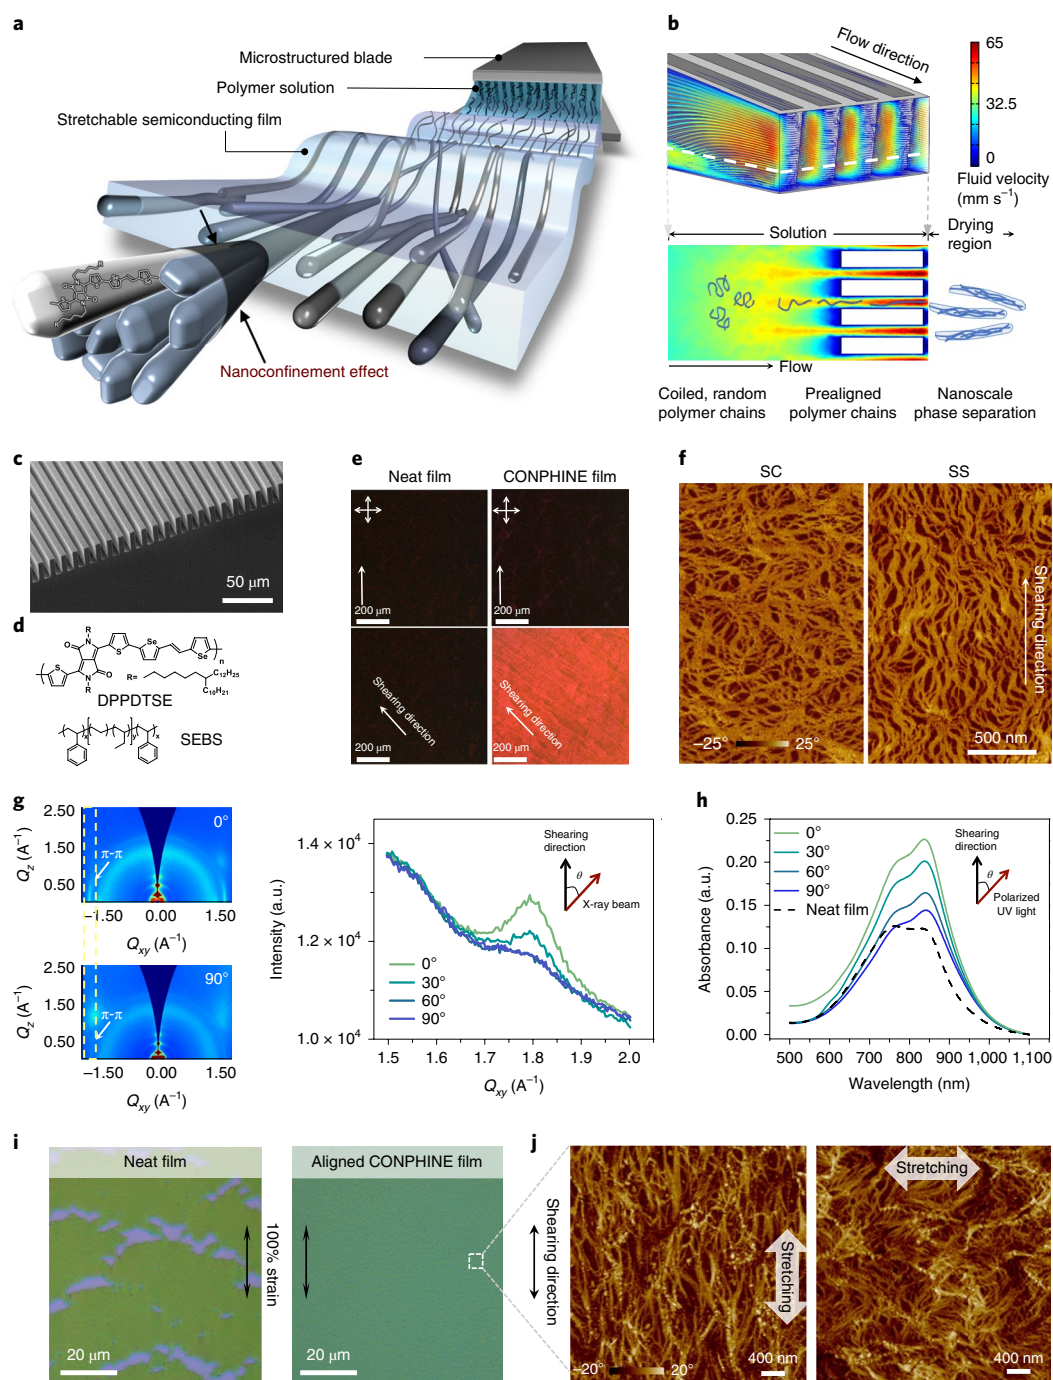 a
Microstructured blade
Polymer solution
Stretchable semiconducting film
Nanoconfinement effect
b
Flow direction
65
32.5
0
Fluid velocity
(mm s⁻¹)
Solution
Drying
region
Flow
Coiled, random
polymer chains
Prealigned
polymer chains
Nanoscale
phase separation
c
50 μm
d
R
O
N
S
Se
Se
n
S
N
O
R
R=
C₁₂H₂₅
C₁₀H₂₁
DPPDTSE
x
y
x
SEBS
e
Neat film
CONPHINE film
200 μm
200 μm
Shearing direction
200 μm
Shearing direction
200 μm
f
SC
SS
Shearing direction
−25°
25°
500 nm
g
2.50
1.50
0.50
Q_z (A⁻¹)
0°
π-π
−1.50
0.00
1.50
Q_xy (A⁻¹)
2.50
1.50
0.50
Q_z (A⁻¹)
90°
π-π
−1.50
0.00
1.50
Q_xy (A⁻¹)
1.4 × 10⁴
1.2 × 10⁴
1.0 × 10⁴
Intensity (a.u.)
Shearing
direction
θ
X-ray beam
0°
30°
60°
90°
1.5
1.6
1.7
1.8
1.9
2.0
Q_xy (A⁻¹)
h
0.25
0.20
0.15
0.10
0.05
0.00
Absorbance (a.u.)
0°
30°
60°
90°
Neat film
Shearing
direction
θ
Polarized
UV light
500
600
700
800
900
1,000
1,100
Wavelength (nm)
i
Neat film
100% strain
20 μm
Aligned CONPHINE film
20 μm
j
Shearing direction
Stretching
−20°
20°
400 nm
Stretching
400 nm